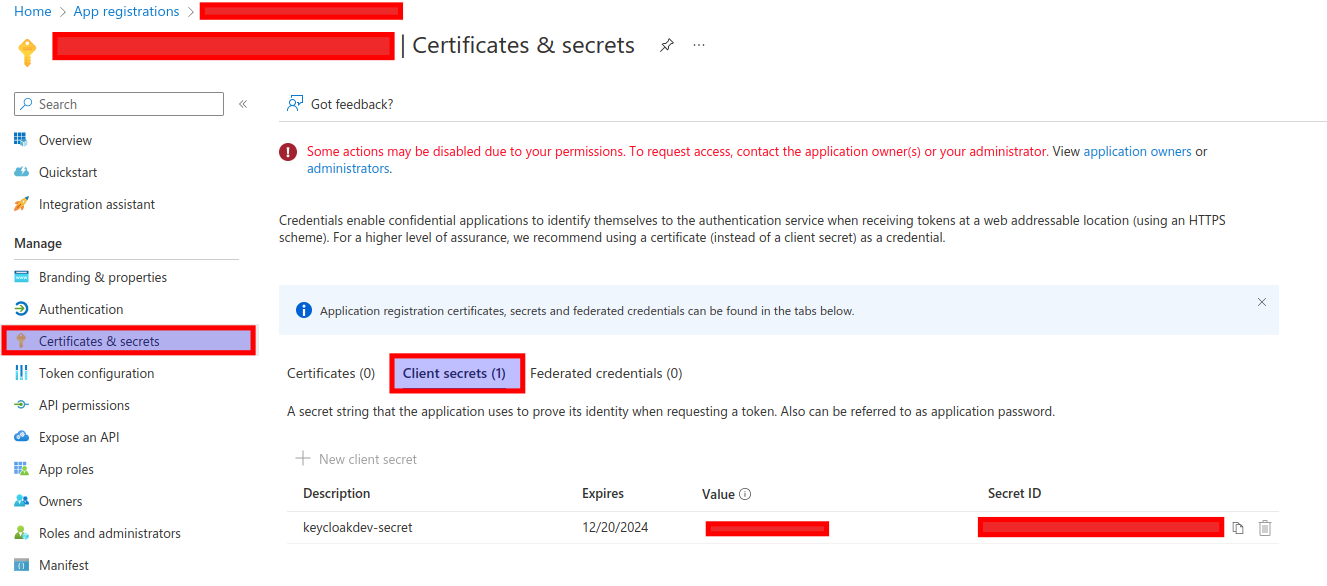 Home > App registrations >
| Certificates & secrets
Search
Got feedback?
Overview
Quickstart
Integration assistant
Manage
Branding & properties
Authentication
Certificates & secrets
Token configuration
API permissions
Expose an API
App roles
Owners
Roles and administrators
Manifest
Some actions may be disabled due to your permissions. To request access, contact the application owner(s) or your administrator. View application owners or
administrators.
Credentials enable confidential applications to identify themselves to the authentication service when receiving tokens at a web addressable location (using an HTTPS
scheme). For a higher level of assurance, we recommend using a certificate (instead of a client secret) as a credential.
Application registration certificates, secrets and federated credentials can be found in the tabs below.
Certificates (0) Client secrets (1) Federated credentials (0)
A secret string that the application uses to prove its identity when requesting a token. Also can be referred to as application password.
New client secret
Description Expires Value Secret ID
keycloakdev-secret 12/20/2024